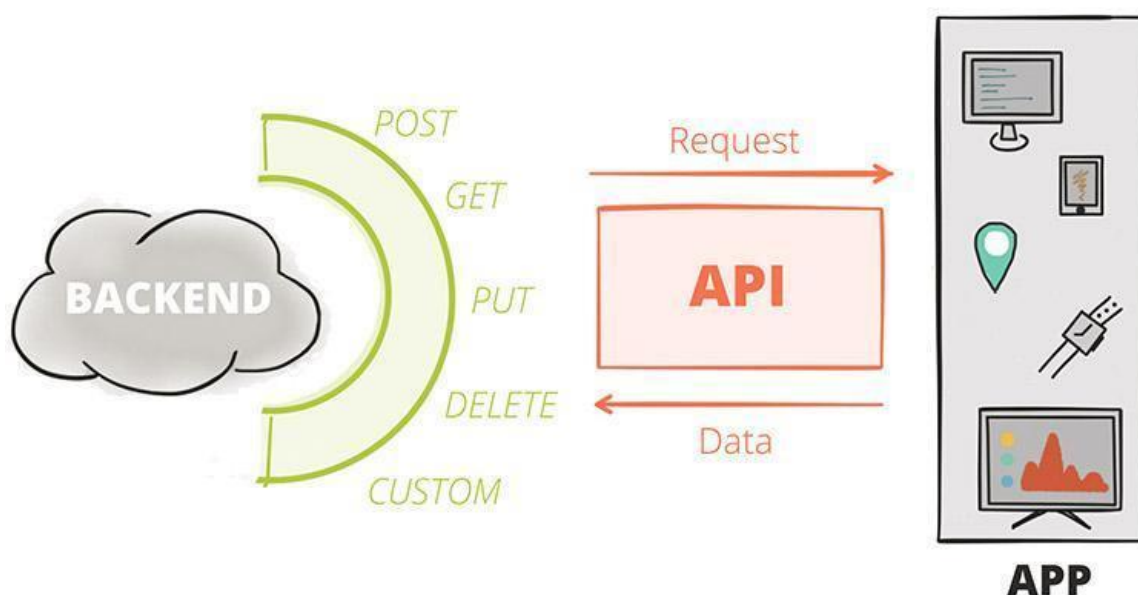 POST
GET
PUT
DELETE
CUSTOM
BACKEND
Request
API
Data
APP